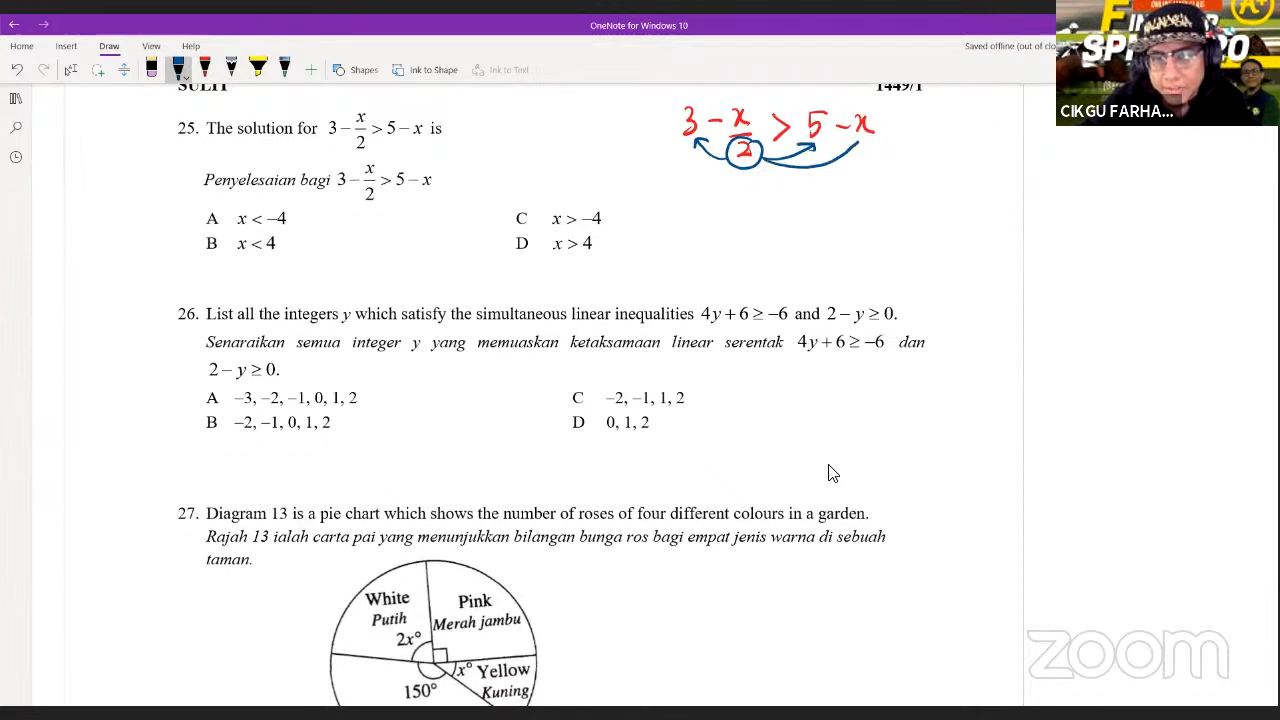 OneNote for Windows 10
Home Insert Draw View Help
Saved offline (out of
Shapes Ink to Shape Ink to Text
SULIT 1449/1
CIKGU FARHA...
25. The solution for 3 − x/2 > 5 − x is
3 − x/2 > 5 − x
Penyelesaian bagi 3 − x/2 > 5 − x
A x < −4 C x > −4
B x < 4 D x > 4
26. List all the integers y which satisfy the simultaneous linear inequalities 4y + 6 ≥ −6 and 2 − y ≥ 0.
Senaraikan semua integer y yang memuaskan ketaksamaan linear serentak 4y + 6 ≥ −6 dan
2 − y ≥ 0.
A −3, −2, −1, 0, 1, 2 C −2, −1, 1, 2
B −2, −1, 0, 1, 2 D 0, 1, 2
27. Diagram 13 is a pie chart which shows the number of roses of four different colours in a garden.
Rajah 13 ialah carta pai yang menunjukkan bilangan bunga ros bagi empat jenis warna di sebuah
taman.
White Pink
Putih Merah jambu
2x°
x° Yellow
150° Kuning
zoom